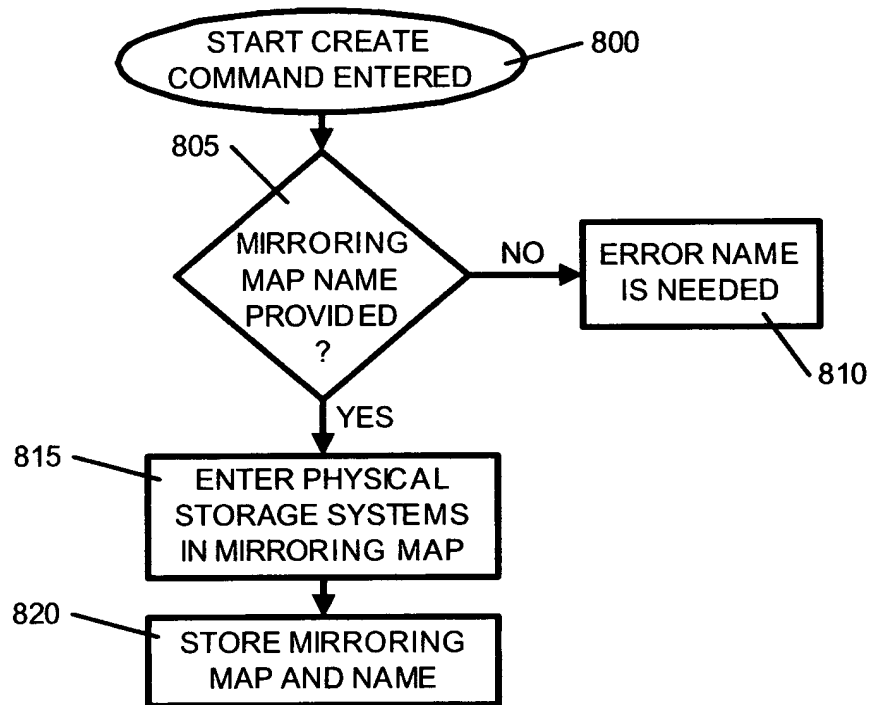 START CREATE
COMMAND ENTERED
800
805
MIRRORING
MAP NAME
PROVIDED
?
NO
ERROR NAME
IS NEEDED
810
YES
815
ENTER PHYSICAL
STORAGE SYSTEMS
IN MIRRORING MAP
820
STORE MIRRORING
MAP AND NAME